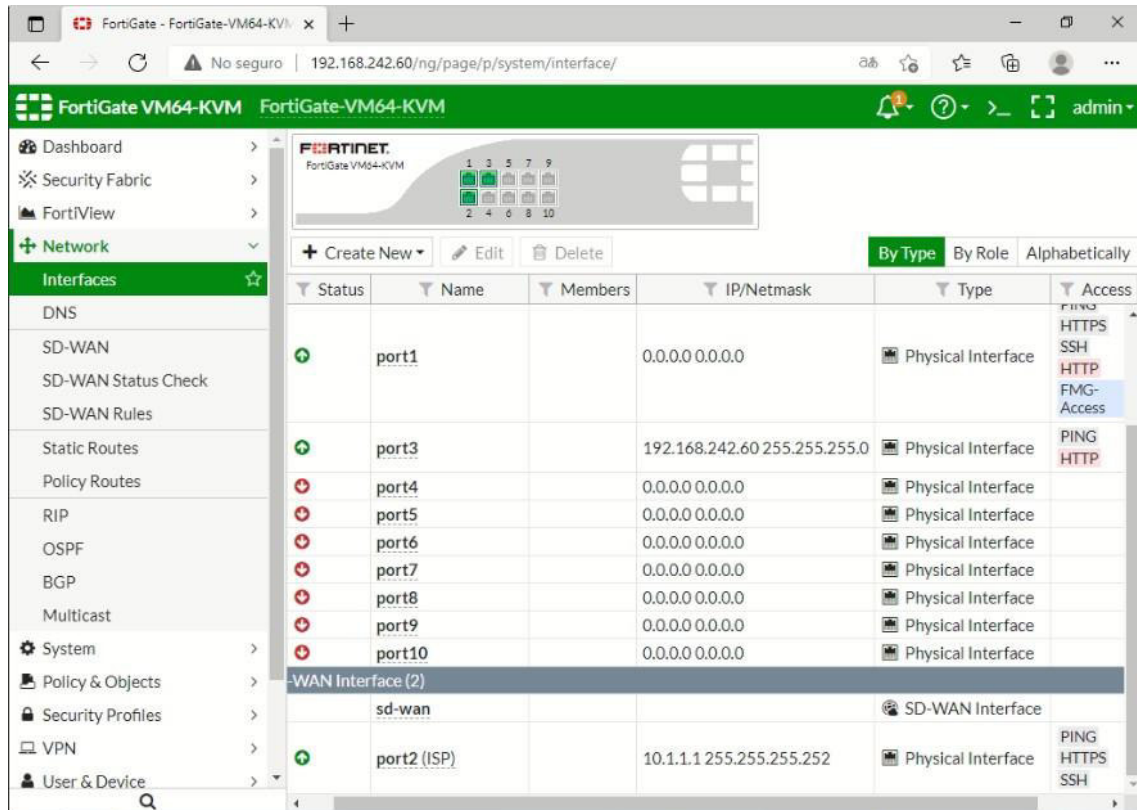 FortiGate - FortiGate-VM64-KVM
No seguro 192.168.242.60/ng/page/p/system/interface/
FortiGate VM64-KVM FortiGate-VM64-KVM 1 admin
Dashboard
Security Fabric
FortiView
Network
Interfaces
DNS
SD-WAN
SD-WAN Status Check
SD-WAN Rules
Static Routes
Policy Routes
RIP
OSPF
BGP
Multicast
System
Policy & Objects
Security Profiles
VPN
User & Device
FORTINET.
FortiGate VM64-KVM
1 3 5 7 9
2 4 6 8 10
Create New Edit Delete By Type By Role Alphabetically
Status Name Members IP/Netmask Type Access
PING
HTTPS
SSH
port1 0.0.0.0 0.0.0.0 Physical Interface
HTTP
FMG-
Access
PING
port3 192.168.242.60 255.255.255.0 Physical Interface
HTTP
port4 0.0.0.0 0.0.0.0 Physical Interface
port5 0.0.0.0 0.0.0.0 Physical Interface
port6 0.0.0.0 0.0.0.0 Physical Interface
port7 0.0.0.0 0.0.0.0 Physical Interface
port8 0.0.0.0 0.0.0.0 Physical Interface
port9 0.0.0.0 0.0.0.0 Physical Interface
port10 0.0.0.0 0.0.0.0 Physical Interface
-WAN Interface (2)
sd-wan SD-WAN Interface
PING
port2 (ISP) 10.1.1.1 255.255.255.252 Physical Interface HTTPS
SSH